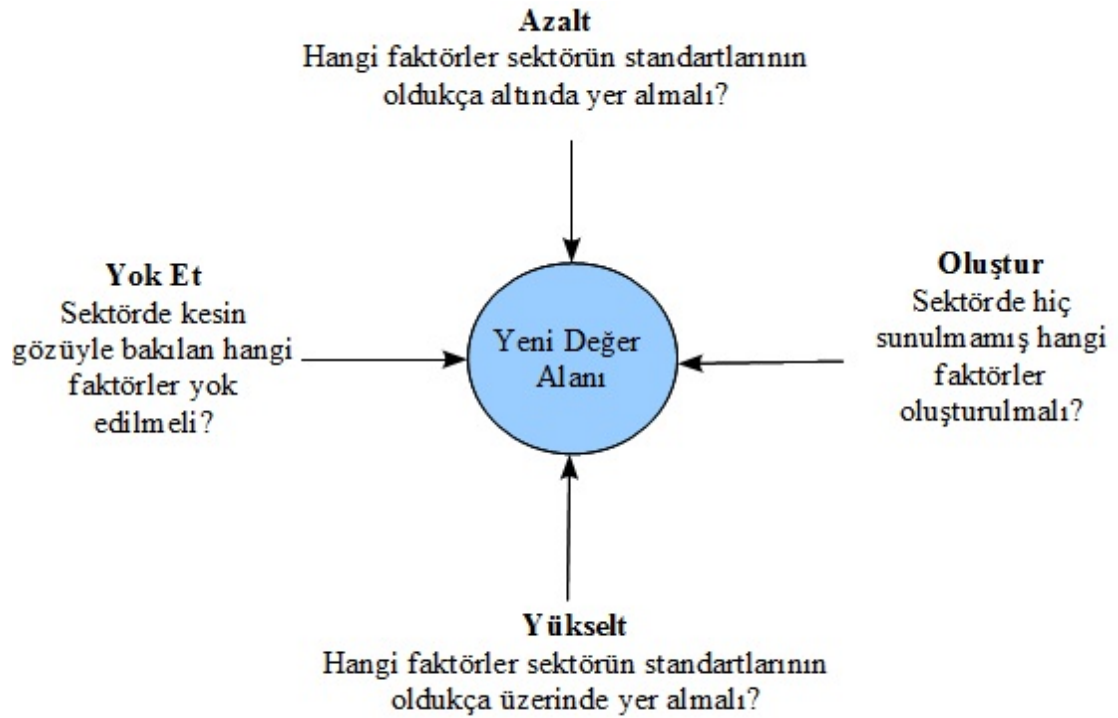 Azalt
Hangi faktörler sektörün standartlarının
oldukça altında yer almalı?
Yok Et
Sektörde kesin
gözüyle bakılan hangi
faktörler yok
edilmeli?
Yeni Değer
Alanı
Oluştur
Sektörde hiç
sunulmamış hangi
faktörler
oluşturulmalı?
Yükselt
Hangi faktörler sektörün standartlarının
oldukça üzerinde yer almalı?